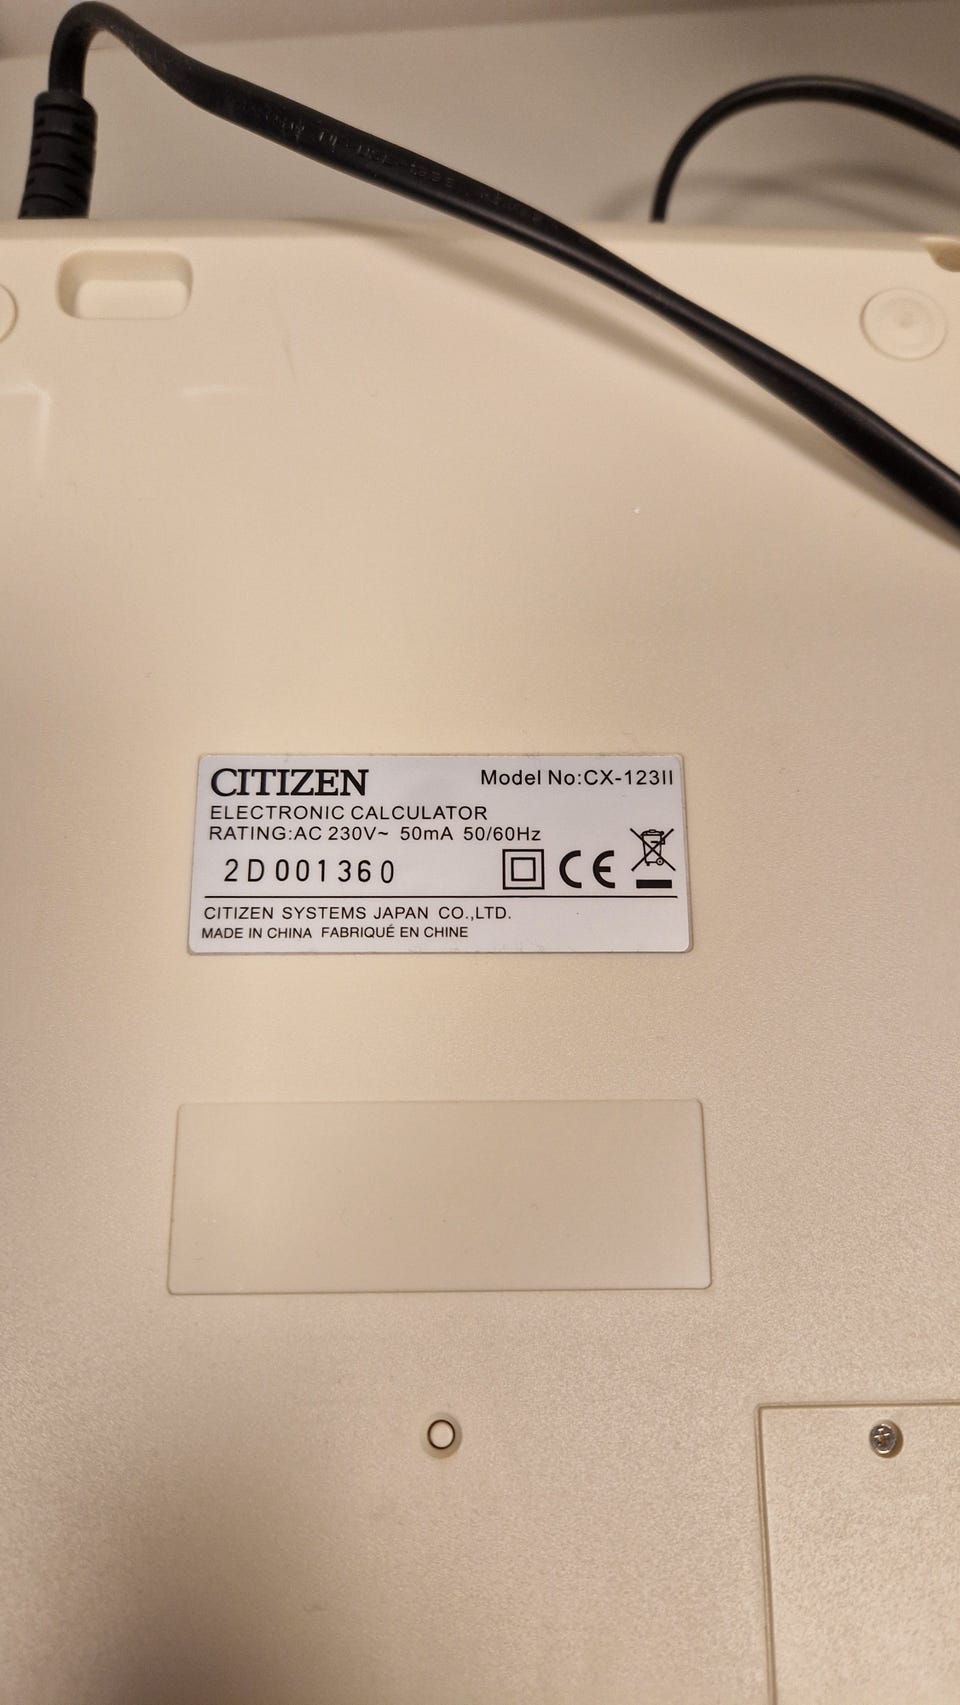 CITIZEN Model No:CX-123II
ELECTRONIC CALCULATOR
RATING:AC 230V~ 50mA 50/60Hz
2D001360 CE
CITIZEN SYSTEMS JAPAN CO.,LTD.
MADE IN CHINA FABRIQUÉ EN CHINE